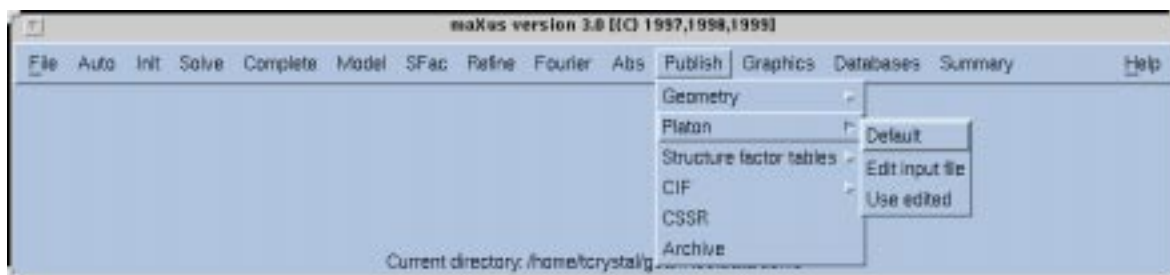 maXus version 3.0 [(C) 1997,1998,1999]
File Auto Init Solve Complete Model SFac Refine Fourier Abs Publish Graphics Databases Summary Help
Geometry
Platon
Default
Structure factor tables
Edit input file
CIF
Use edited
CSSR
Archive
Current directory: /home/tcrystal/